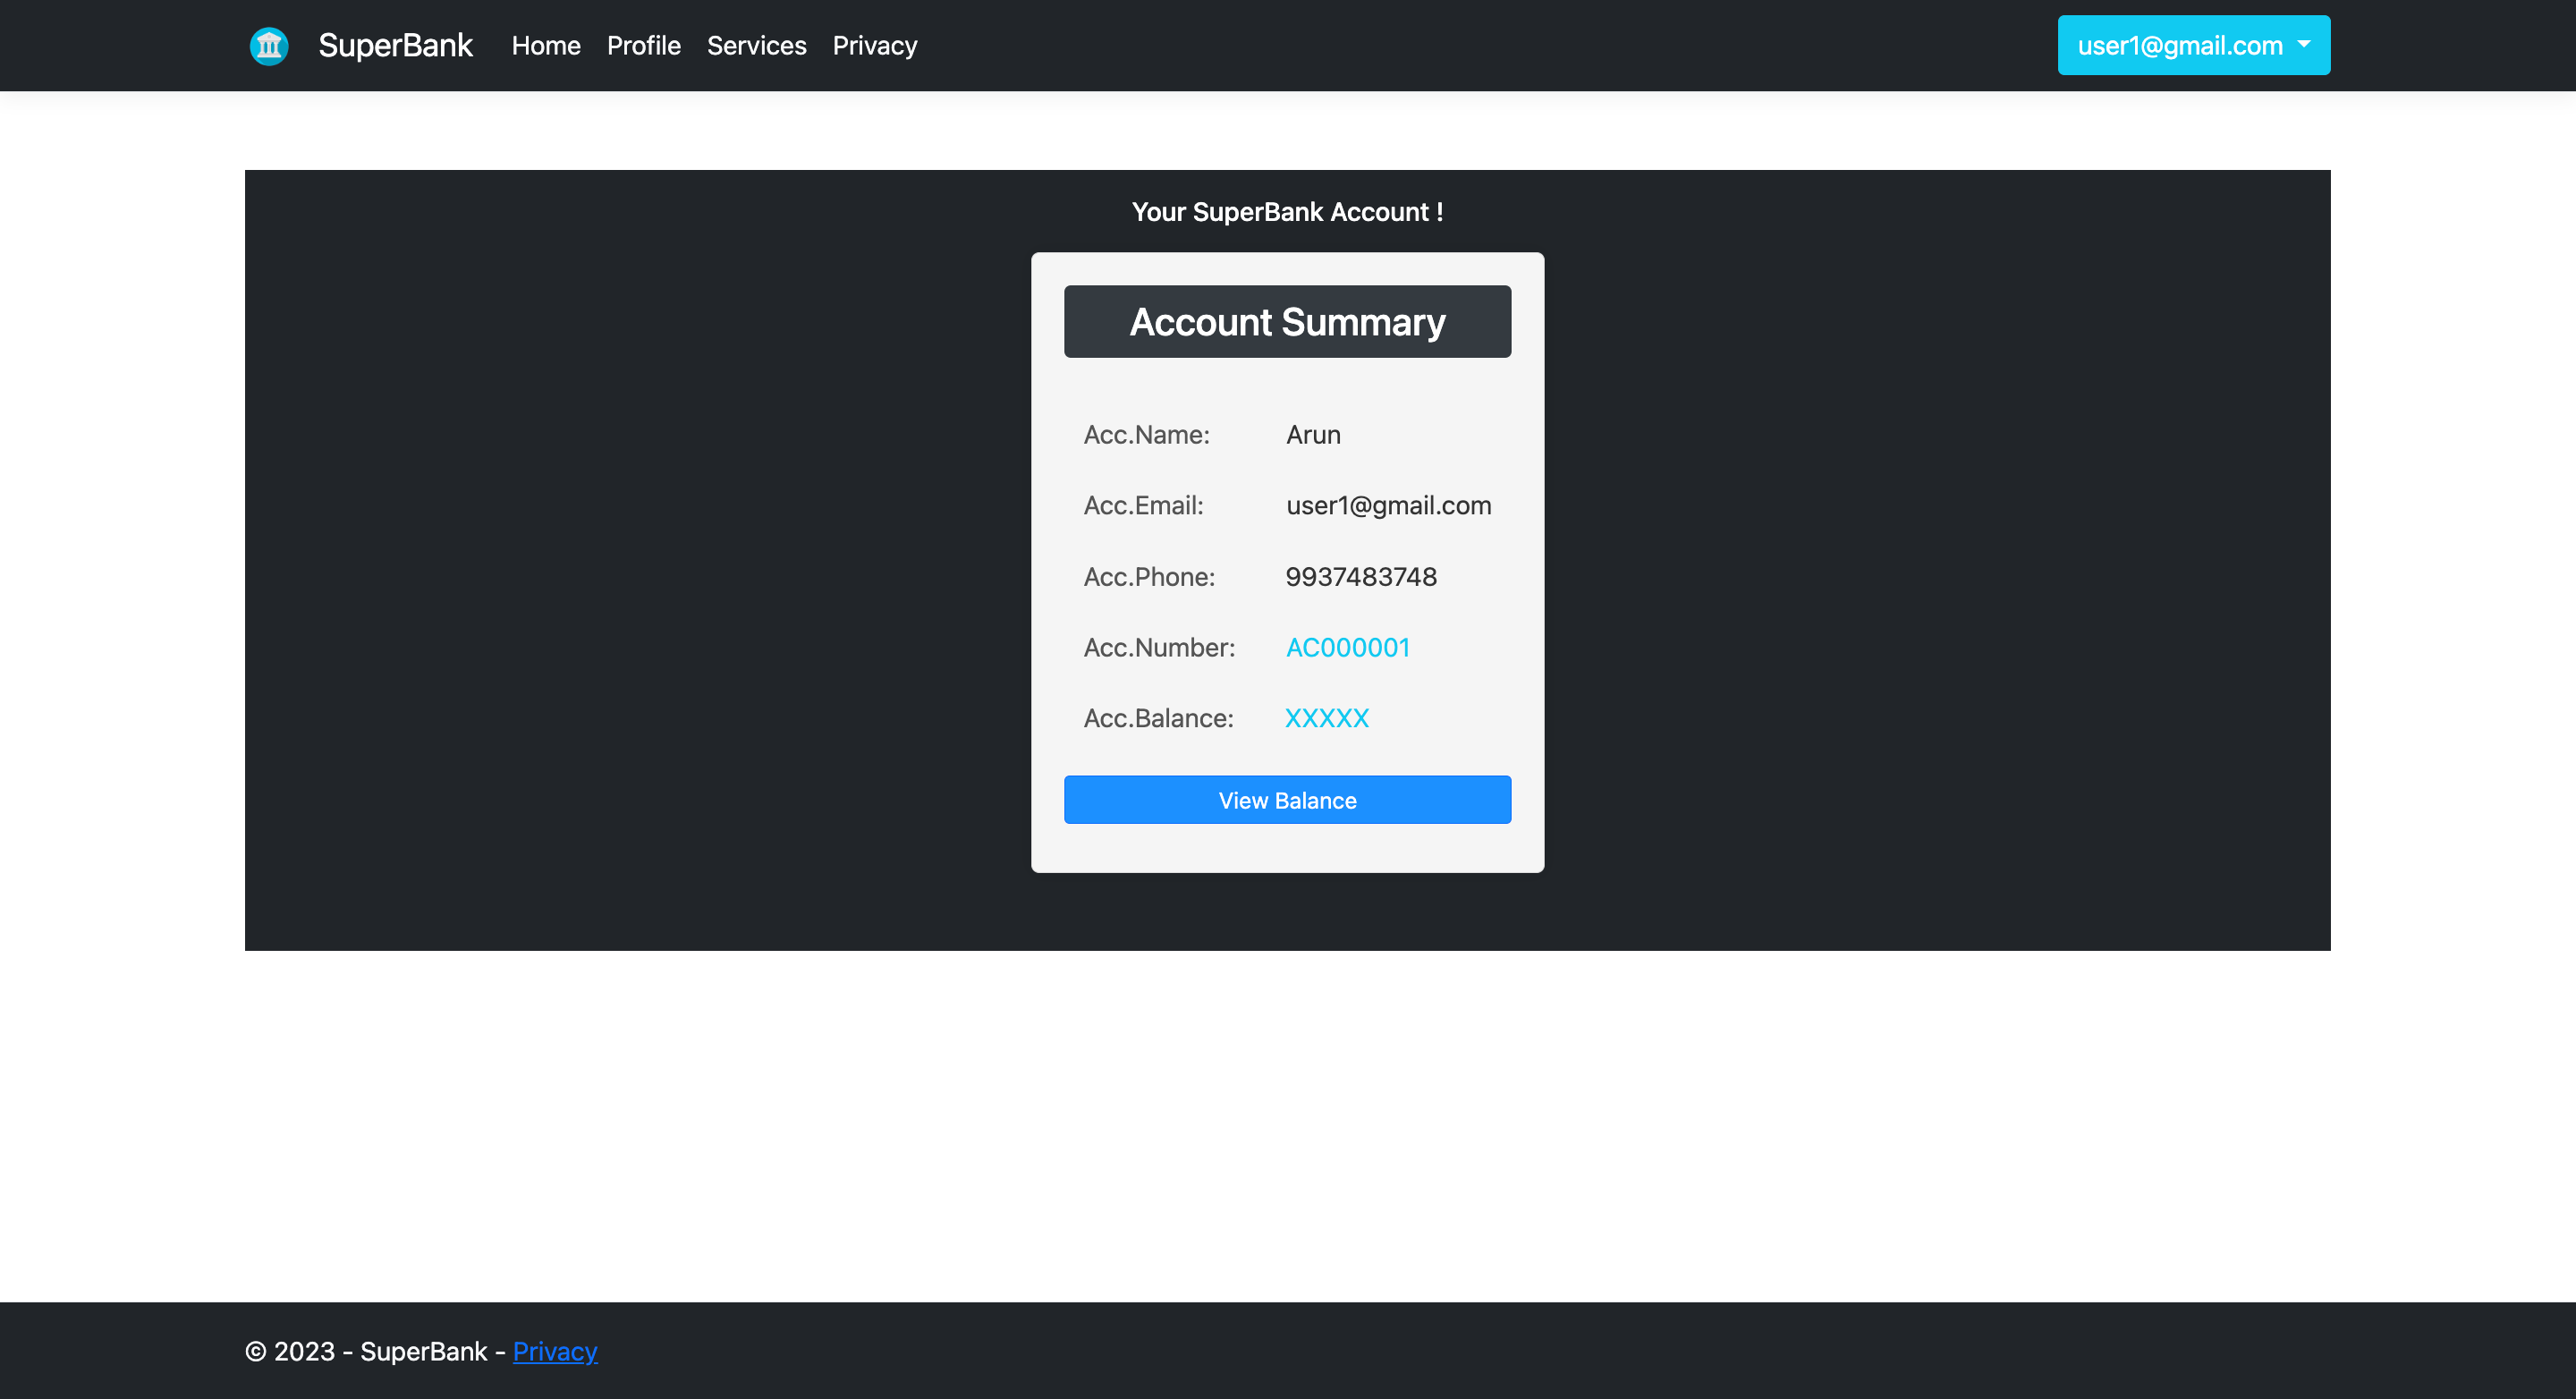 SuperBank Home Profile Services Privacy user1@gmail.com
Your SuperBank Account !
Account Summary
Acc.Name: Arun
Acc.Email: user1@gmail.com
Acc.Phone: 9937483748
Acc.Number: AC000001
Acc.Balance: XXXXX
View Balance
© 2023 - SuperBank - Privacy